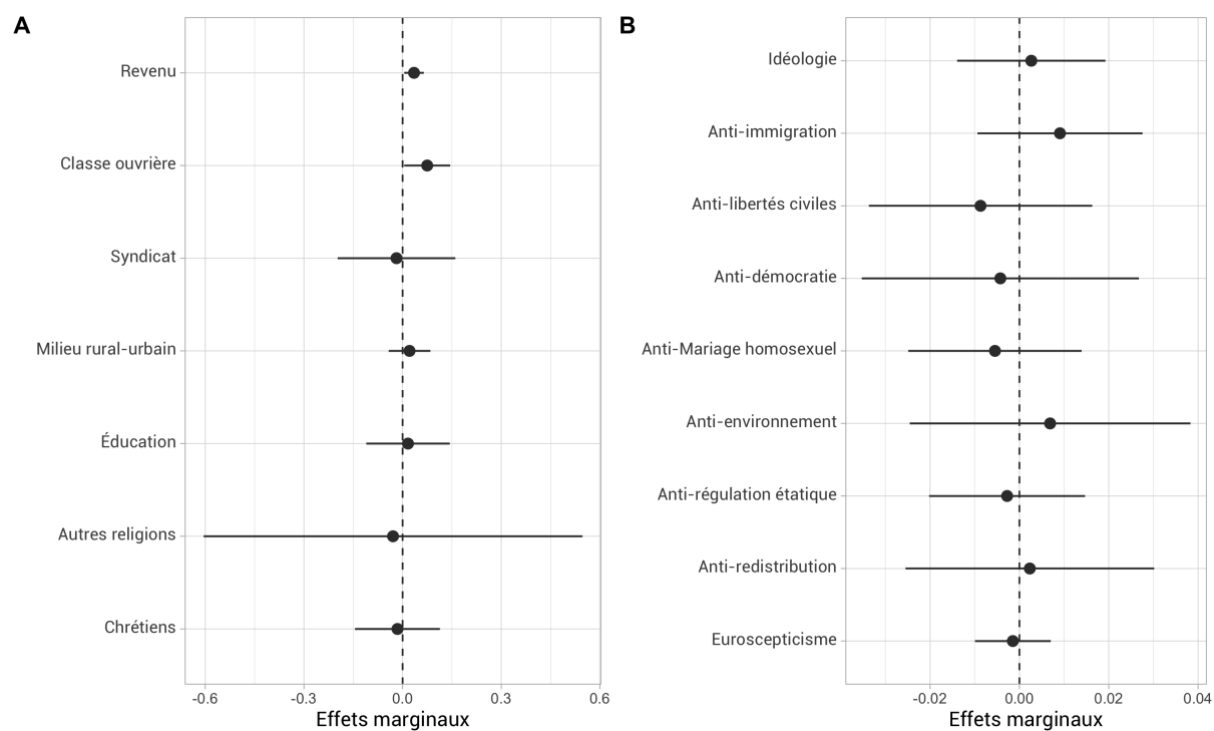 A
Revenu
Classe ouvrière
Syndicat
Milieu rural-urbain
Éducation
Autres religions
Chrétiens
-0.6 -0.3 0.0 0.3 0.6
Effets marginaux
B
Idéologie
Anti-immigration
Anti-libertés civiles
Anti-démocratie
Anti-Mariage homosexuel
Anti-environnement
Anti-régulation étatique
Anti-redistribution
Euroscepticisme
-0.02 0.00 0.02 0.04
Effets marginaux